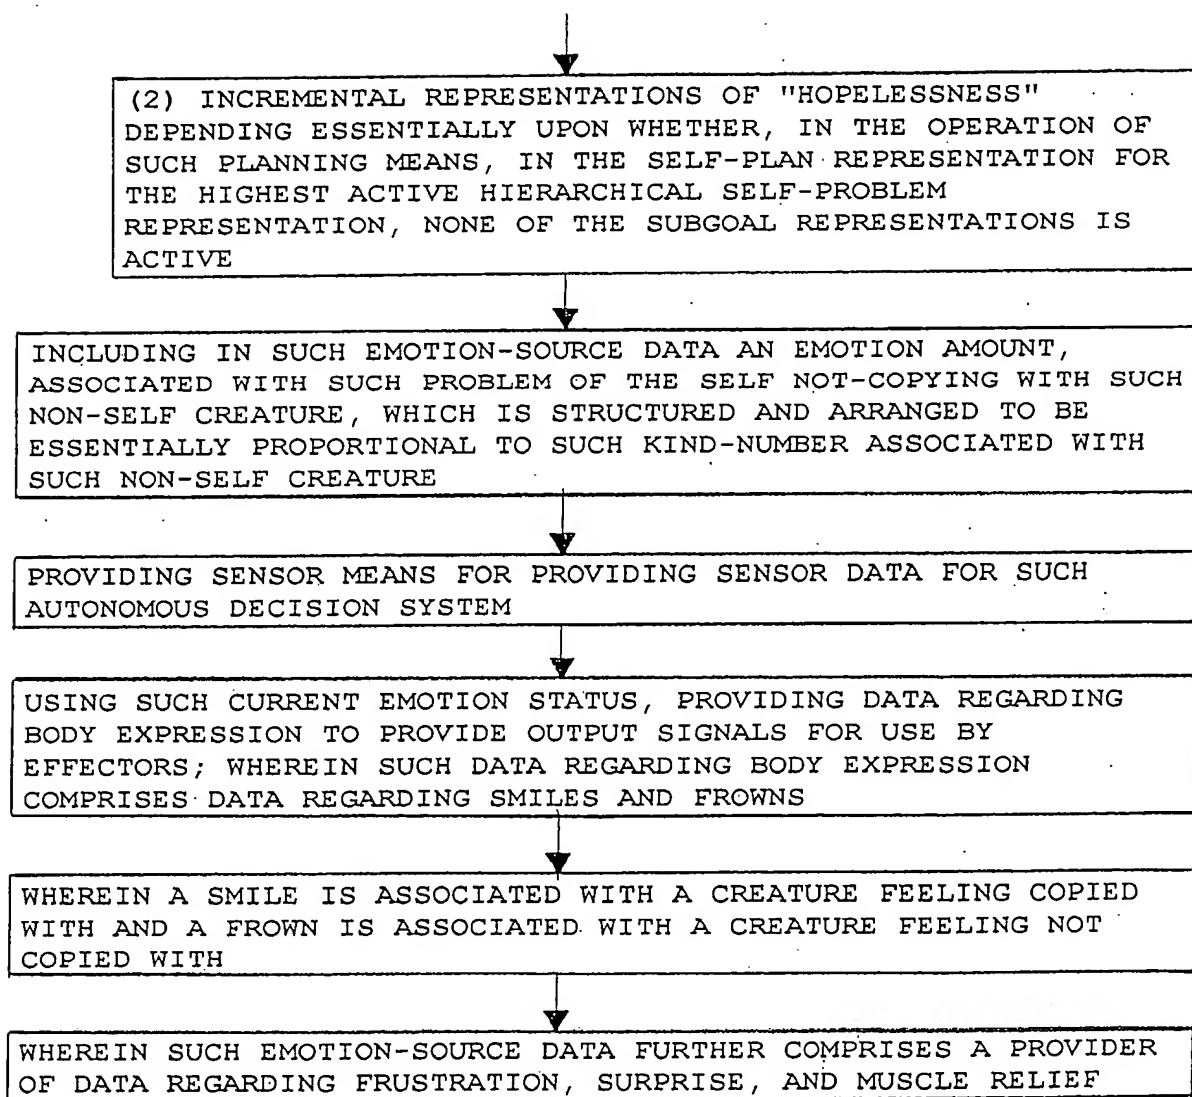 (2) INCREMENTAL REPRESENTATIONS OF "HOPELESSNESS"
DEPENDING ESSENTIALLY UPON WHETHER, IN THE OPERATION OF
SUCH PLANNING MEANS, IN THE SELF-PLAN REPRESENTATION FOR
THE HIGHEST ACTIVE HIERARCHICAL SELF-PROBLEM
REPRESENTATION, NONE OF THE SUBGOAL REPRESENTATIONS IS
ACTIVE
INCLUDING IN SUCH EMOTION-SOURCE DATA AN EMOTION AMOUNT,
ASSOCIATED WITH SUCH PROBLEM OF THE SELF NOT-COPYING WITH SUCH
NON-SELF CREATURE, WHICH IS STRUCTURED AND ARRANGED TO BE
ESSENTIALLY PROPORTIONAL TO SUCH KIND-NUMBER ASSOCIATED WITH
SUCH NON-SELF CREATURE
PROVIDING SENSOR MEANS FOR PROVIDING SENSOR DATA FOR SUCH
AUTONOMOUS DECISION SYSTEM
USING SUCH CURRENT EMOTION STATUS, PROVIDING DATA REGARDING
BODY EXPRESSION TO PROVIDE OUTPUT SIGNALS FOR USE BY
EFFECTORS; WHEREIN SUCH DATA REGARDING BODY EXPRESSION
COMPRISES DATA REGARDING SMILES AND FROWNS
WHEREIN A SMILE IS ASSOCIATED WITH A CREATURE FEELING COPIED
WITH AND A FROWN IS ASSOCIATED WITH A CREATURE FEELING NOT
COPIED WITH
WHEREIN SUCH EMOTION-SOURCE DATA FURTHER COMPRISES A PROVIDER
OF DATA REGARDING FRUSTRATION, SURPRISE, AND MUSCLE RELIEF